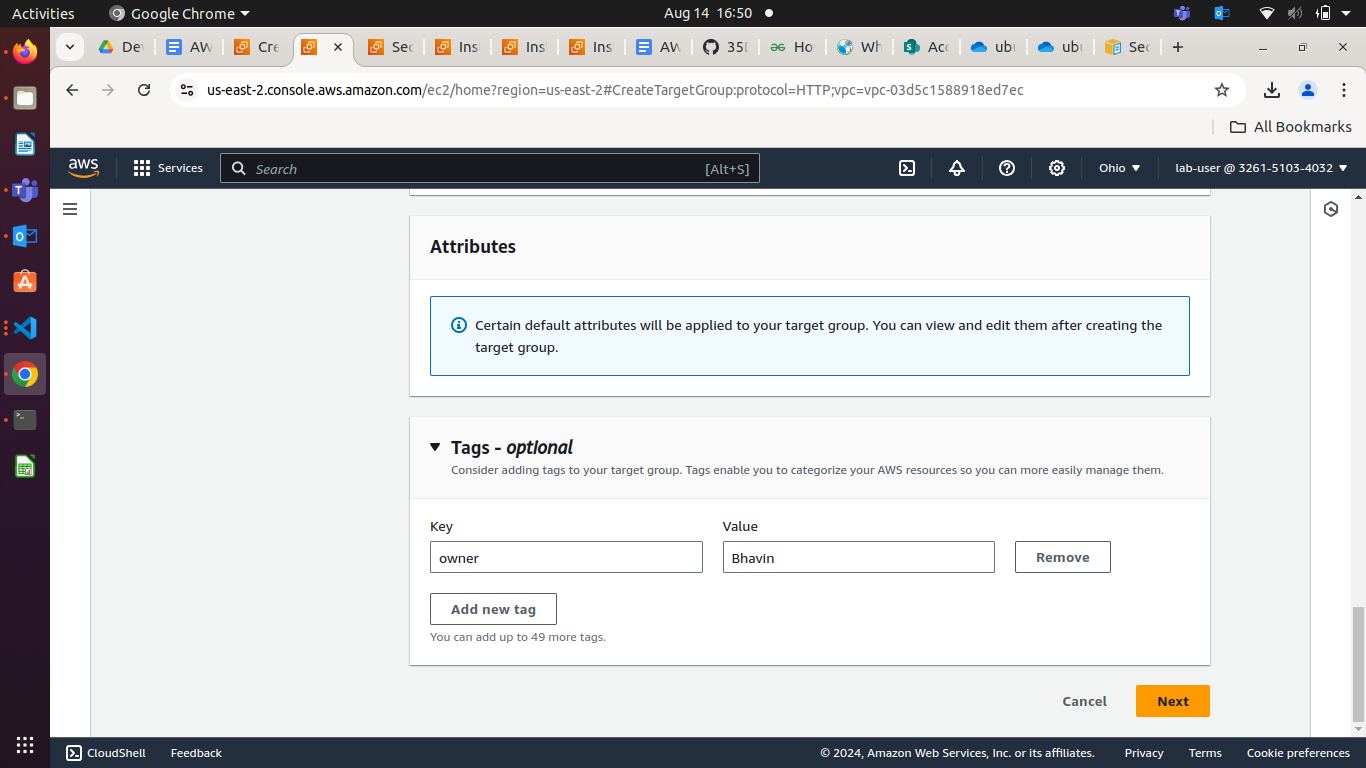 Activities
Google Chrome
Aug 14 16:50
Dev
AW
Cre
Sec
Ins
Ins
Ins
AW
35l
Ho
Wh
Acc
ubu
ubu
Sec
us-east-2.console.aws.amazon.com/ec2/home?region=us-east-2#CreateTargetGroup:protocol=HTTP;vpc=vpc-03d5c1588918ed7ec
All Bookmarks
aws
Services
Search
[Alt+S]
Ohio
lab-user @ 3261-5103-4032
Attributes
Certain default attributes will be applied to your target group. You can view and edit them after creating the
target group.
Tags - optional
Consider adding tags to your target group. Tags enable you to categorize your AWS resources so you can more easily manage them.
Key
Value
owner
Bhavin
Remove
Add new tag
You can add up to 49 more tags.
Cancel
Next
CloudShell
Feedback
© 2024, Amazon Web Services, Inc. or its affiliates.
Privacy
Terms
Cookie preferences